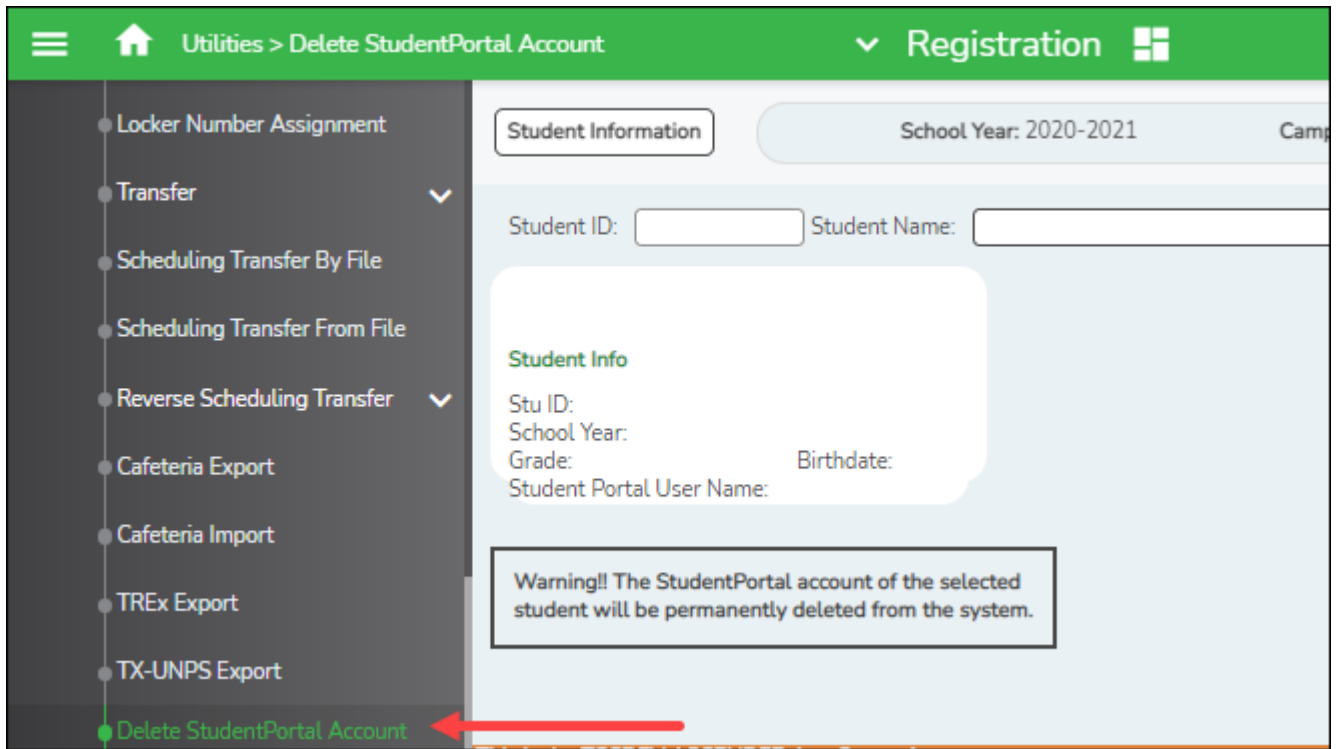 Utilities > Delete StudentPortal Account
Registration
Locker Number Assignment
Transfer
Scheduling Transfer By File
Scheduling Transfer From File
Reverse Scheduling Transfer
Cafeteria Export
Cafeteria Import
TREx Export
TX-UNPS Export
Delete StudentPortal Account
Student Information
School Year: 2020-2021
Camp
Student ID:
Student Name:
Student Info
Stu ID:
School Year:
Grade:
Birthdate:
Student Portal User Name:
Warning!! The StudentPortal account of the selected
student will be permanently deleted from the system.